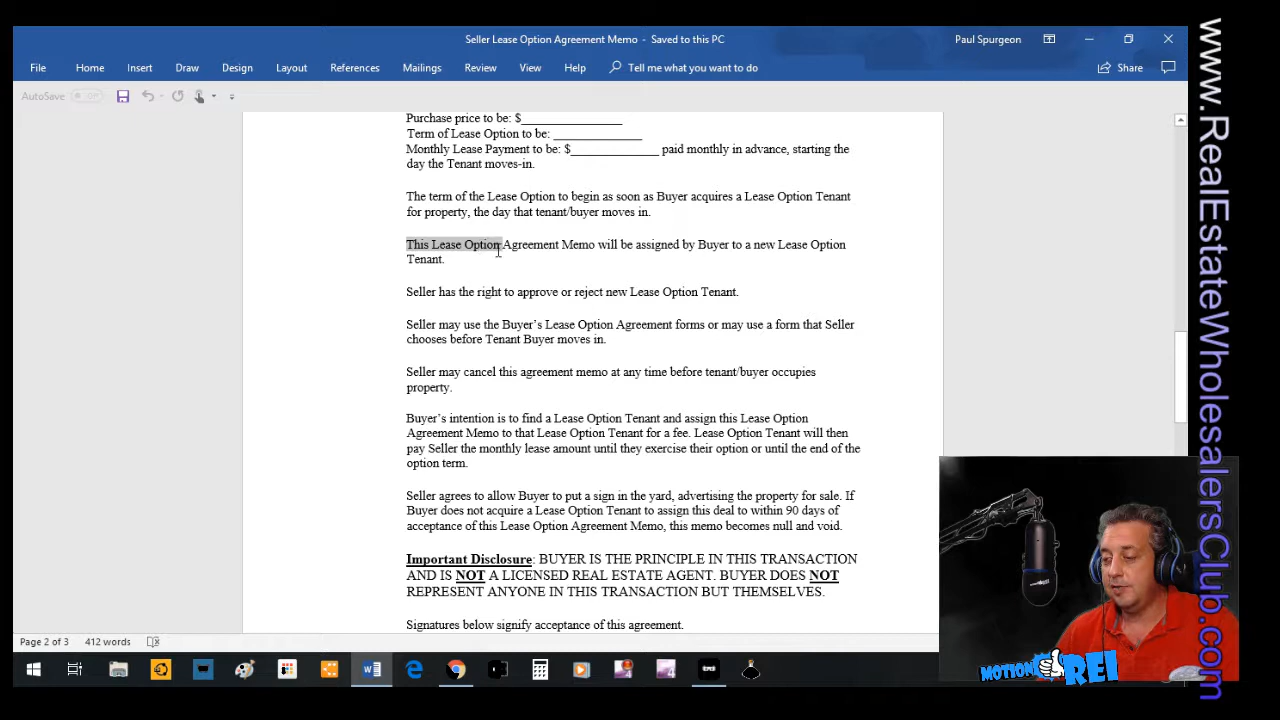 Seller Lease Option Agreement Memo - Saved to this PC
Paul Spurgeon
File Home Insert Draw Design Layout References Mailings Review View Help Tell me what you want to do Share
AutoSave Off
Purchase price to be: $________________
Term of Lease Option to be: ______________
Monthly Lease Payment to be: $______________ paid monthly in advance, starting the
day the Tenant moves-in.
The term of the Lease Option to begin as soon as Buyer acquires a Lease Option Tenant
for property, the day that tenant/buyer moves in.
This Lease Option Agreement Memo will be assigned by Buyer to a new Lease Option
Tenant.
Seller has the right to approve or reject new Lease Option Tenant.
Seller may use the Buyer’s Lease Option Agreement forms or may use a form that Seller
chooses before Tenant Buyer moves in.
Seller may cancel this agreement memo at any time before tenant/buyer occupies
property.
Buyer’s intention is to find a Lease Option Tenant and assign this Lease Option
Agreement Memo to that Lease Option Tenant for a fee. Lease Option Tenant will then
pay Seller the monthly lease amount until they exercise their option or until the end of the
option term.
Seller agrees to allow Buyer to put a sign in the yard, advertising the property for sale. If
Buyer does not acquire a Lease Option Tenant to assign this deal to within 90 days of
acceptance of this Lease Option Agreement Memo, this memo becomes null and void.
Important Disclosure: BUYER IS THE PRINCIPLE IN THIS TRANSACTION
AND IS NOT A LICENSED REAL ESTATE AGENT. BUYER DOES NOT
REPRESENT ANYONE IN THIS TRANSACTION BUT THEMSELVES.
Signatures below signify acceptance of this agreement.
Page 2 of 3 412 words
MOTION REI
www.RealEstateWholesalersClub.com